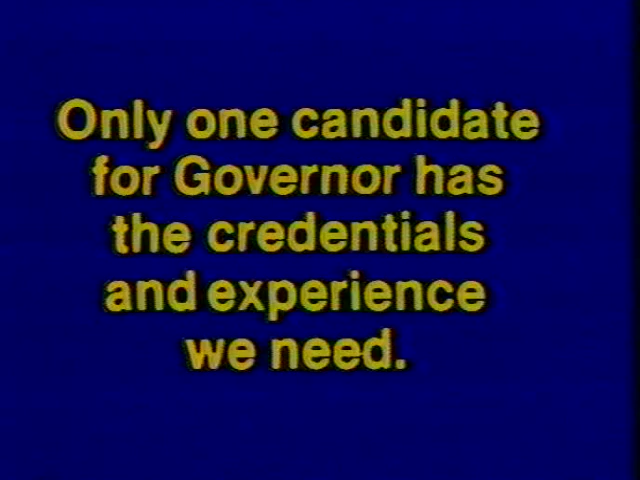 Only one candidate
for Governor has
the credentials
and experience
we need.